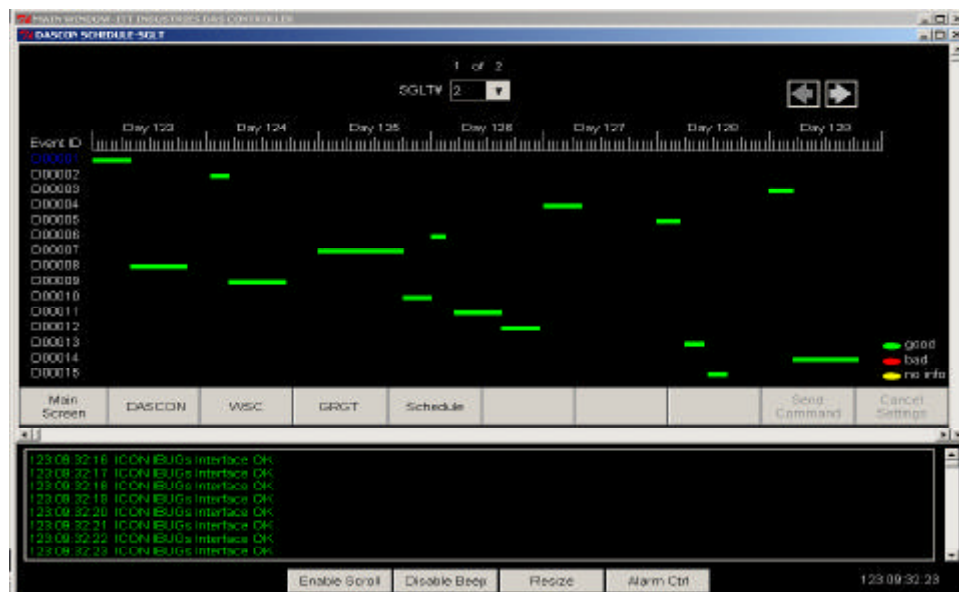 MAIN WINDOW - ITT INDUSTRIES DAS CONTROLLER
DASCON SCHEDULE-SGLT
1 of 2
SGLT# 2
Day 123 Day 124 Day 125 Day 126 Day 127 Day 128 Day 129
Event ID
D00001
D00002
D00003
D00004
D00005
D00006
D00007
D00008
D00009
D00010
D00011
D00012
D00013
D00014
D00015
good
bad
no info
Main Screen DASCON WSC GRGT Schedule Send Command Cancel Settings
123:09:32:16 ICON IBUGs Interface OK
123:09:32:17 ICON IBUGs Interface OK
123:09:32:18 ICON IBUGs Interface OK
123:09:32:19 ICON IBUGs Interface OK
123:09:32:20 ICON IBUGs Interface OK
123:09:32:21 ICON IBUGs Interface OK
123:09:32:22 ICON IBUGs Interface OK
123:09:32:23 ICON IBUGs Interface OK
Enable Scroll Disable Beep Resize Alarm Ctrl 123:09:32:23